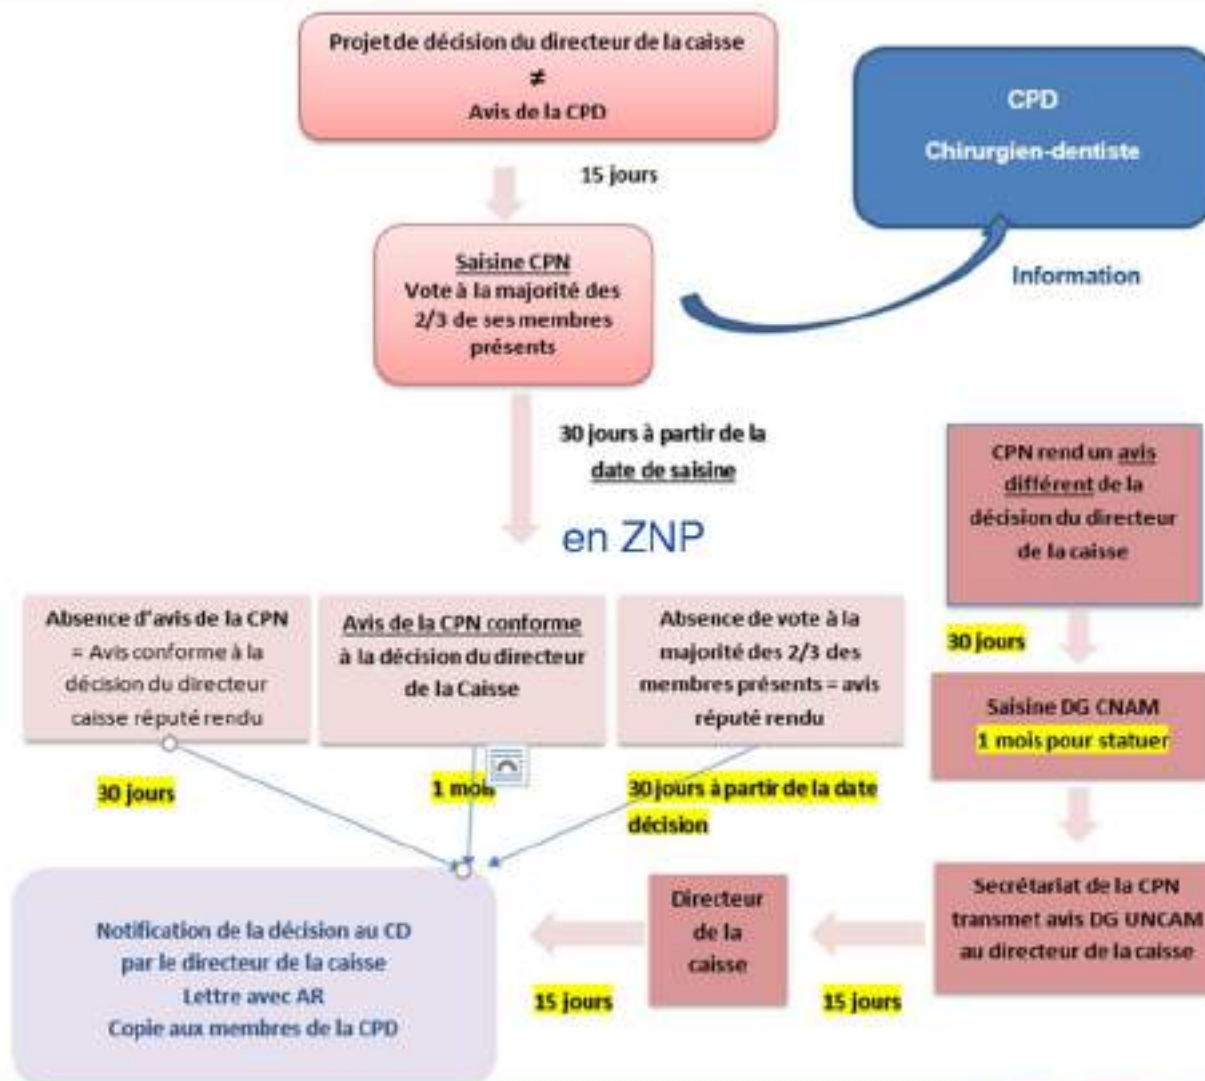 Projet de décision du directeur de la caisse
≠
Avis de la CPD
CPD
Chirurgien-dentiste
15 jours
Saisine CPN
Vote à la majorité des
2/3 de ses membres
présents
Information
30 jours à partir de la
date de saisine
en ZNP
CPN rend un avis
différent de la
décision du directeur
de la caisse
Absence d'avis de la CPN
= Avis conforme à la
décision du directeur
caisse réputé rendu
Avis de la CPN conforme
à la décision du directeur
de la Caisse
Absence de vote à la
majorité des 2/3 des
membres présents = avis
réputé rendu
30 jours
Saisine DG CNAM
1 mois pour statuer
30 jours
1 mois
30 jours à partir de la date
décision
Notification de la décision au CD
par le directeur de la caisse
Lettre avec AR
Copie aux membres de la CPD
15 jours
Directeur
de la
caisse
15 jours
Secrétariat de la CPN
transmet avis DG UNCAM
au directeur de la caisse